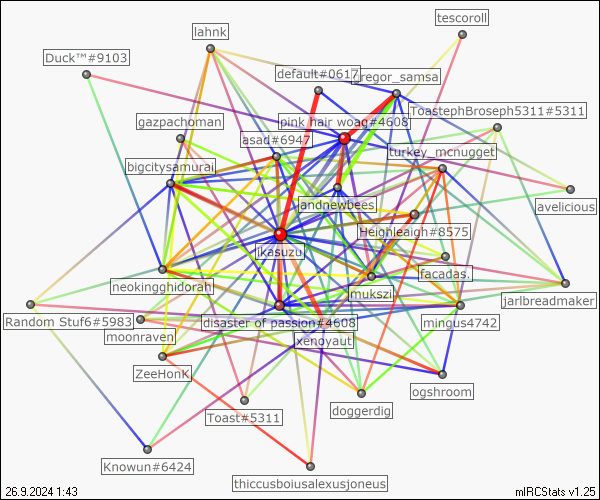 tescoroll
lahnk
Duck™#9103
default#0617
gregor_samsa
ToastephBroseph5311#5311
gazpachoman
pink hair woag#4608
asad#6947
turkey_mcnugget
bigcitysamurai
andnewbees
avelicious
Heighleaigh#8575
ikasuzu
facadas.
neokingghidorah
mukszi
jarlbreadmaker
Random Stuf6#5983
disaster of passion#4608
mingus4742
moonraven
xenoyaut
ZeeHonK
ogshroom
doggerdig
Toast#5311
Knowun#6424
thiccusboiusalexusjoneus
26.9.2024 1:43
mIRCStats v1.25